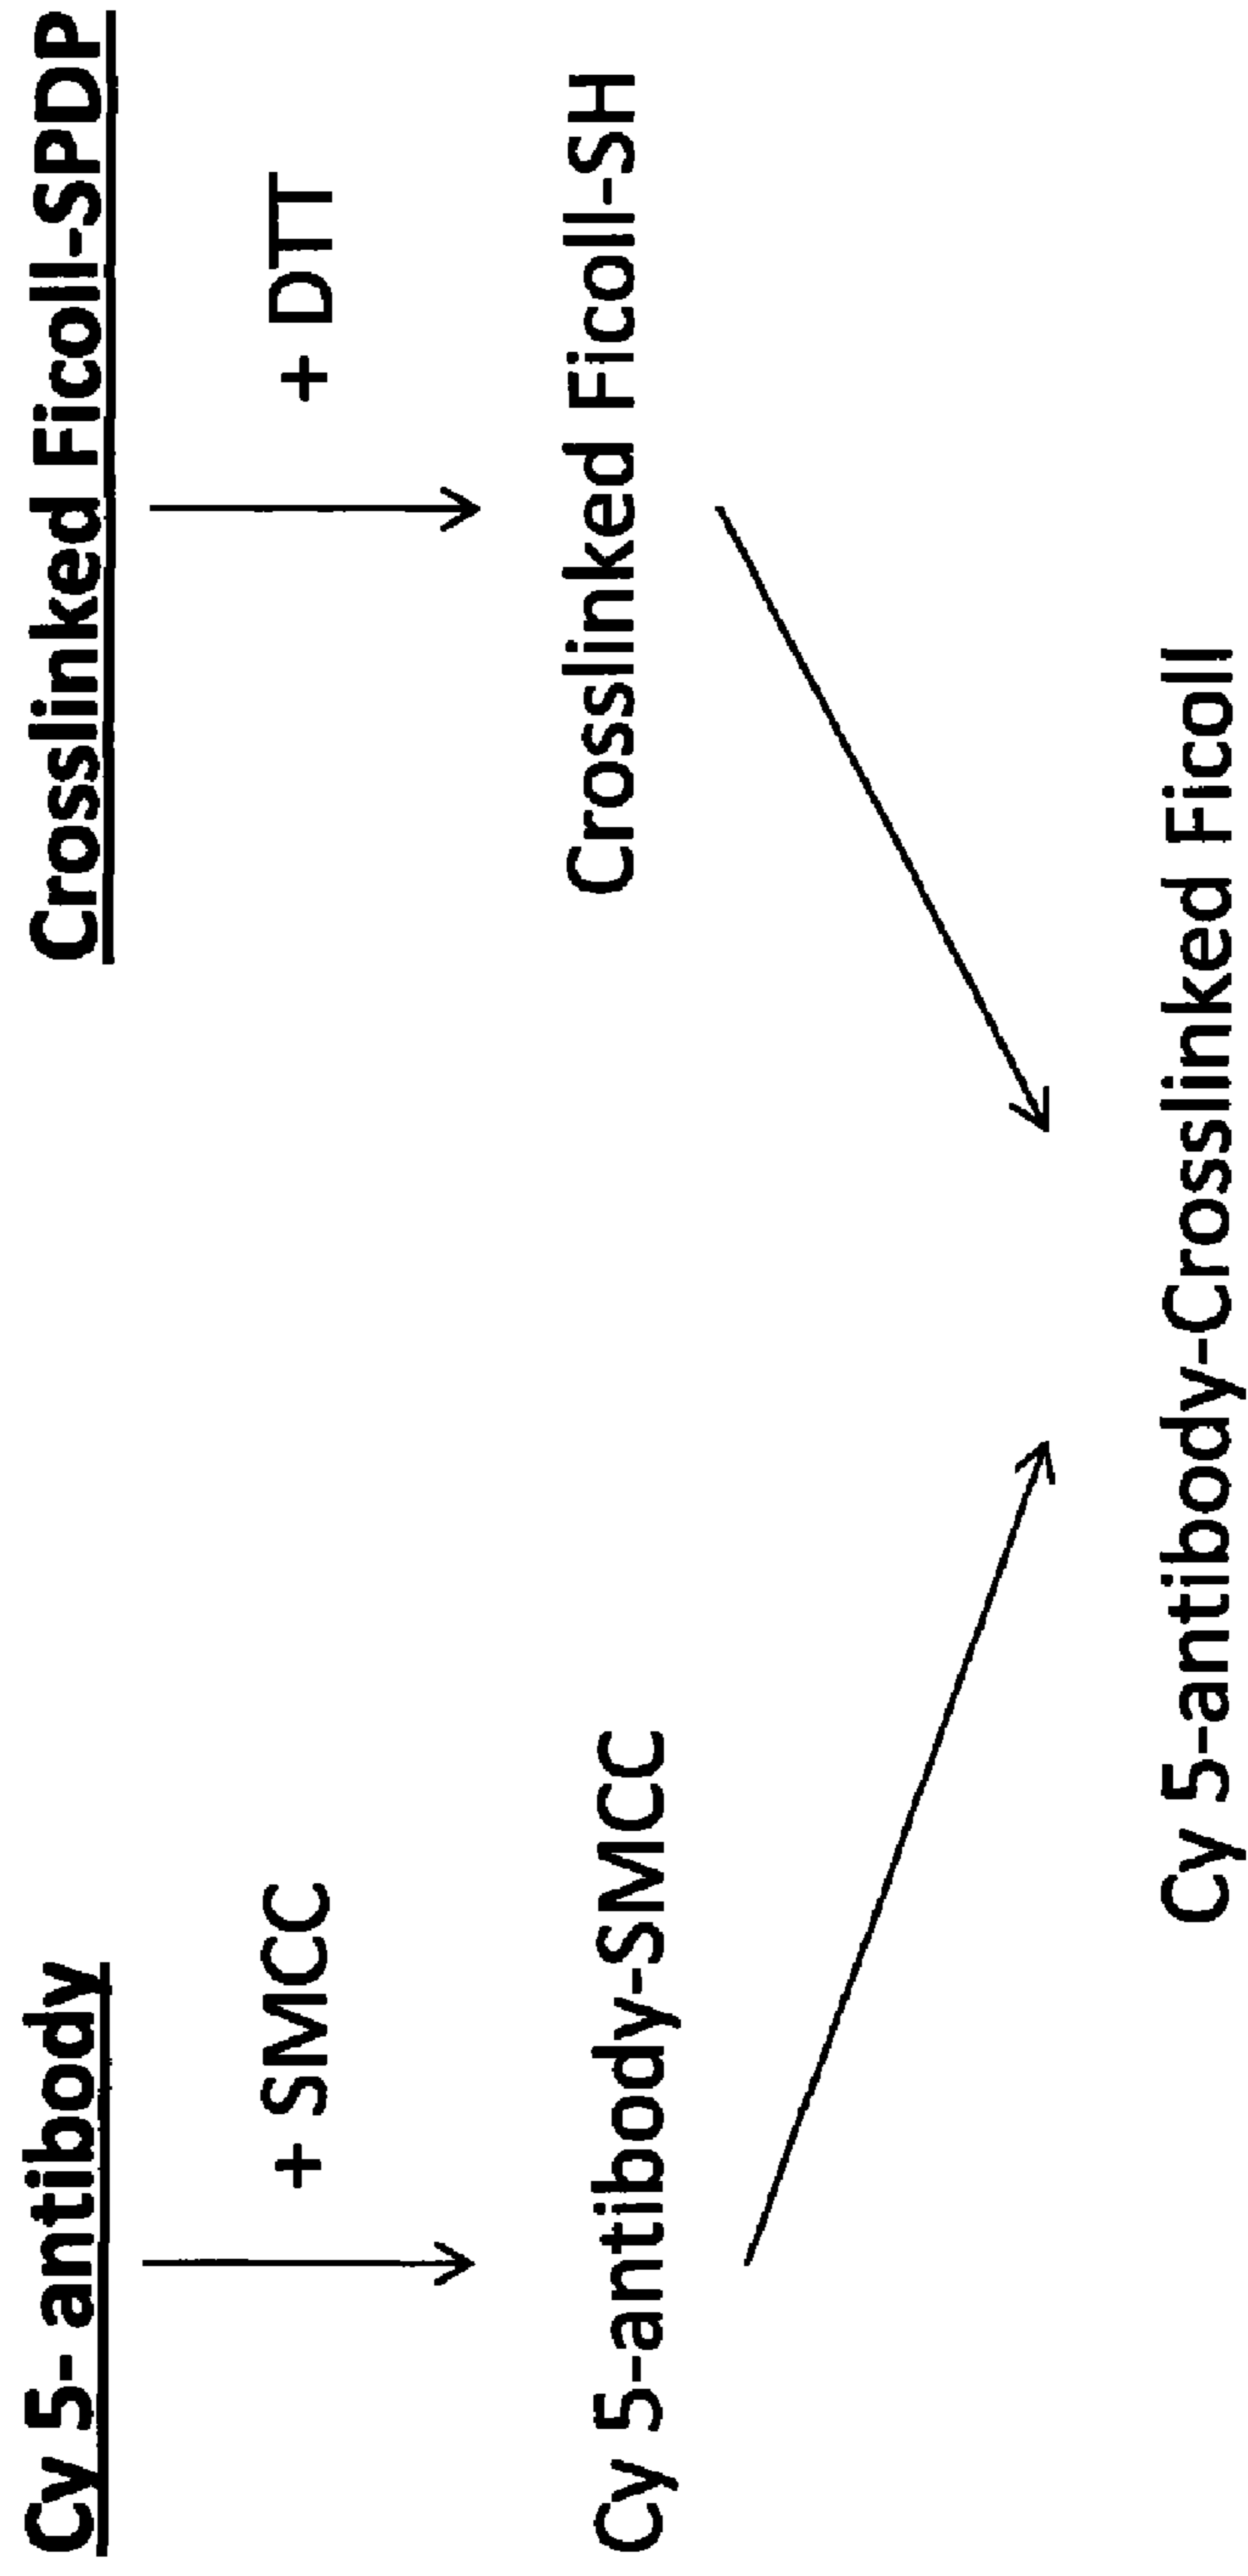 Cy 5- antibody
Crosslinked Ficoll-SPDP
+ SMCC
+ DTT
Cy 5-antibody-SMCC
Crosslinked Ficoll-SH
Cy 5-antibody-Crosslinked Ficoll